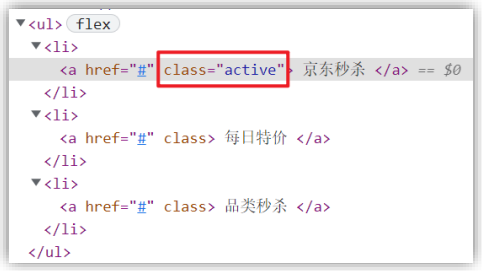 ▼<ul> flex
▼<li>
<a href="#" class="active"> 京东秒杀 </a> == $0
</li>
▼<li>
<a href="#" class> 每日特价 </a>
</li>
▼<li>
<a href="#" class> 品类秒杀 </a>
</li>
</ul>